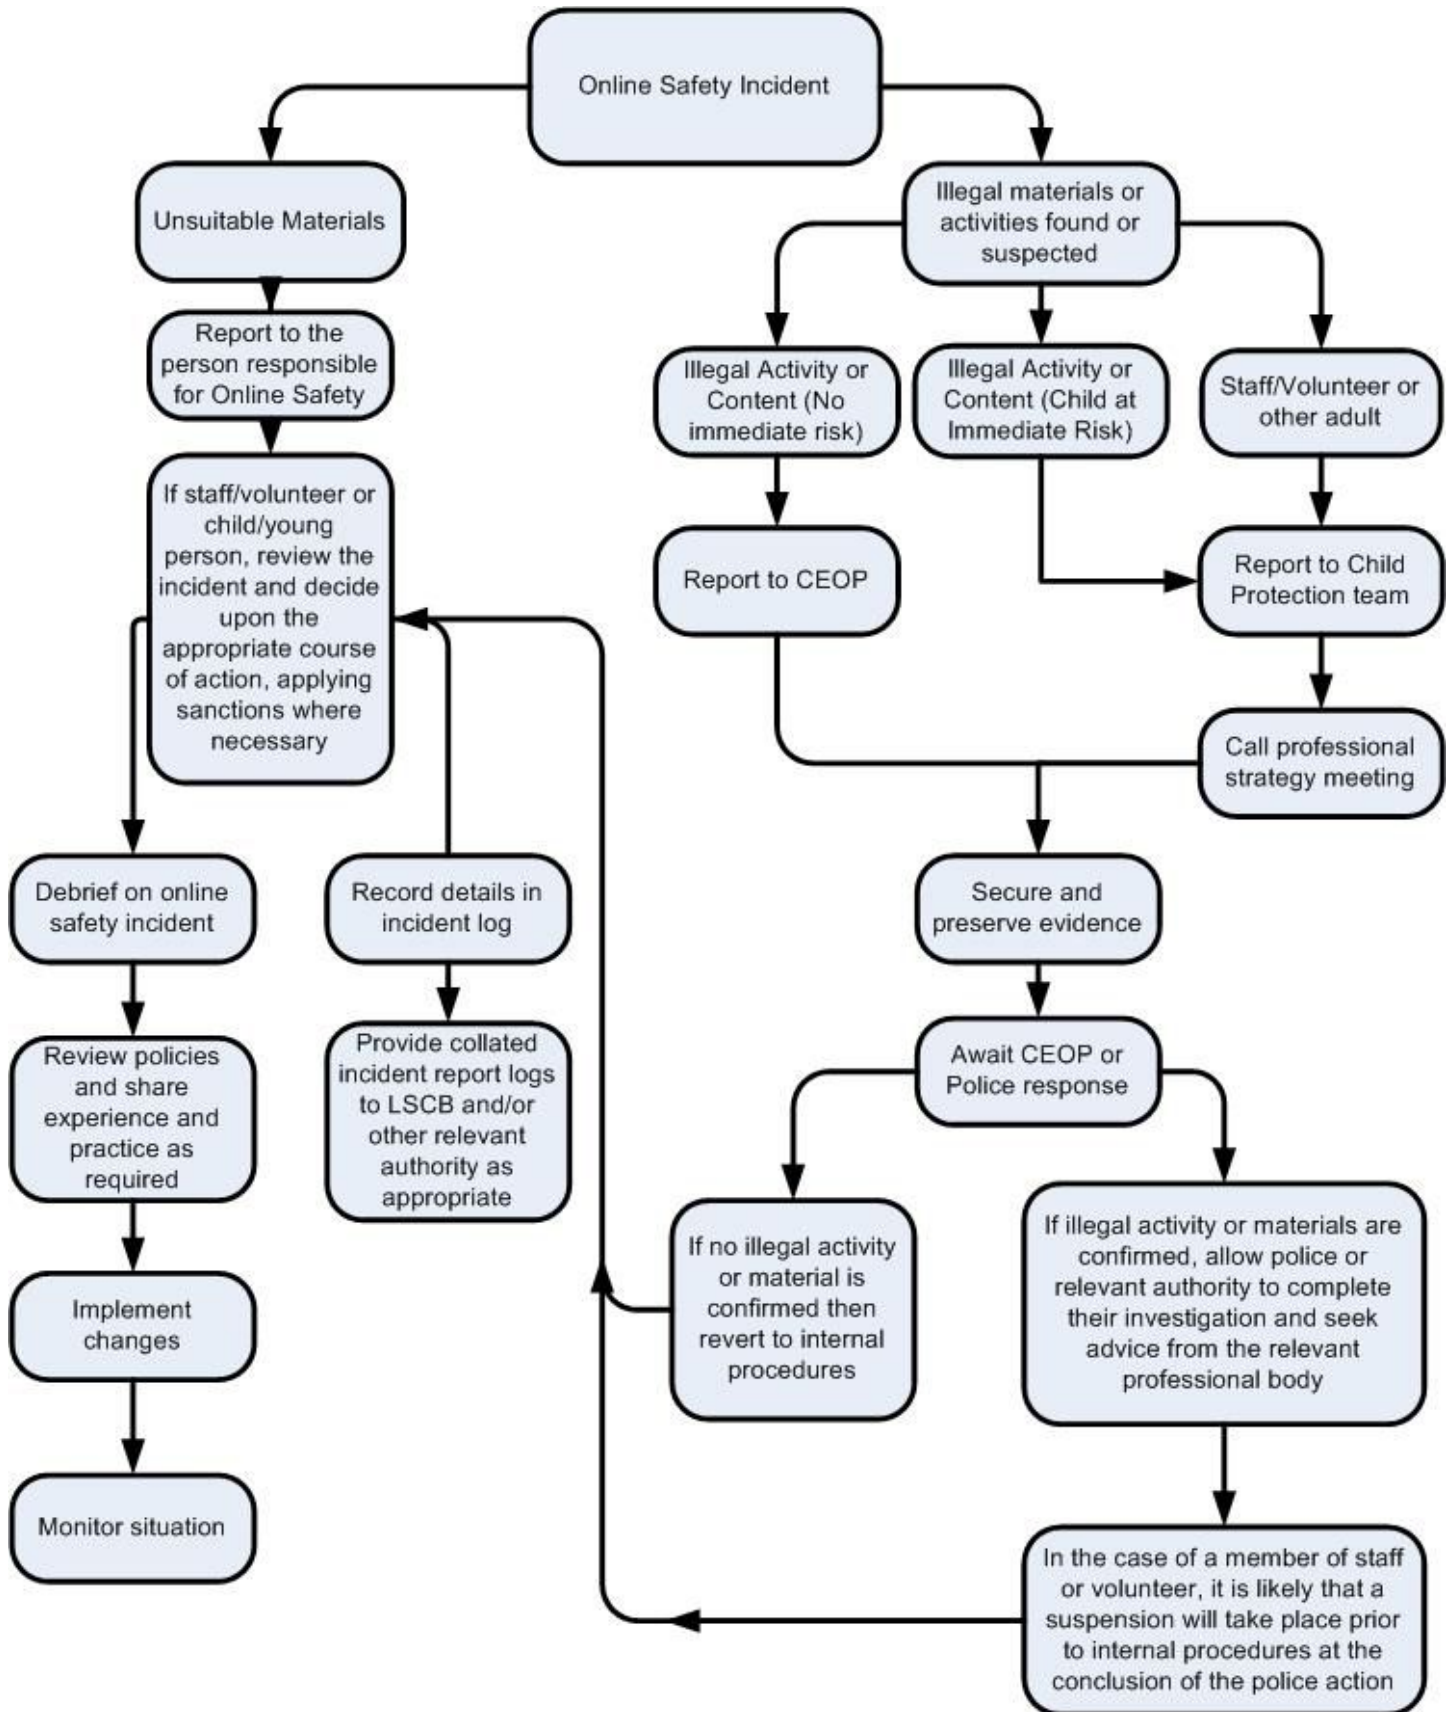 Online Safety Incident
Unsuitable Materials
Report to the
person responsible
for Online Safety
If staff/volunteer or
child/young
person, review the
incident and decide
upon the
appropriate course
of action, applying
sanctions where
necessary
Debrief on online
safety incident
Review policies
and share
experience and
practice as
required
Implement
changes
Monitor situation
Record details in
incident log
Provide collated
incident report logs
to LSCB and/or
other relevant
authority as
appropriate
Illegal materials or
activities found or
suspected
Illegal Activity or
Content (No
immediate risk)
Illegal Activity or
Content (Child at
Immediate Risk)
Staff/Volunteer or
other adult
Report to CEOP
Report to Child
Protection team
Call professional
strategy meeting
Secure and
preserve evidence
Await CEOP or
Police response
If no illegal activity
or material is
confirmed then
revert to internal
procedures
If illegal activity or materials are
confirmed, allow police or
relevant authority to complete
their investigation and seek
advice from the relevant
professional body
In the case of a member of staff
or volunteer, it is likely that a
suspension will take place prior
to internal procedures at the
conclusion of the police action